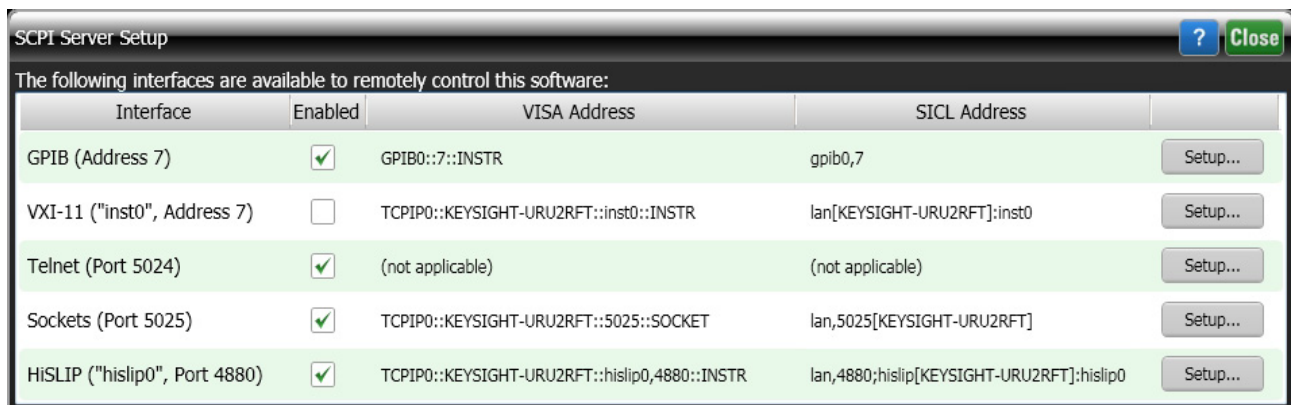 SCPI Server Setup ? Close
The following interfaces are available to remotely control this software:
Interface Enabled VISA Address SICL Address
GPIB (Address 7) GPIB0::7::INSTR gpib0,7 Setup...
VXI-11 ("inst0", Address 7) TCPIP0::KEYSIGHT-URU2RFT::inst0::INSTR lan[KEYSIGHT-URU2RFT]:inst0 Setup...
Telnet (Port 5024) (not applicable) (not applicable) Setup...
Sockets (Port 5025) TCPIP0::KEYSIGHT-URU2RFT::5025::SOCKET lan,5025[KEYSIGHT-URU2RFT] Setup...
HiSLIP ("hislip0", Port 4880) TCPIP0::KEYSIGHT-URU2RFT::hislip0,4880::INSTR lan,4880;hislip[KEYSIGHT-URU2RFT]:hislip0 Setup...